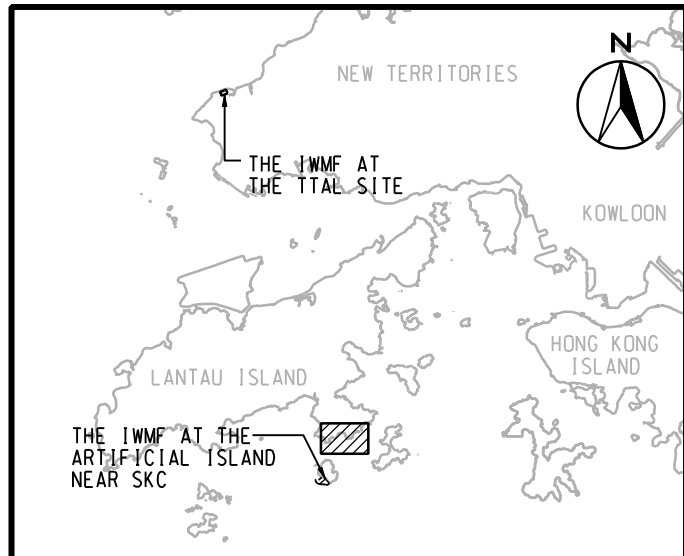 N
NEW TERRITORIES
THE IWMF AT
THE TTAL SITE
KOWLOON
HONG KONG
ISLAND
LANTAU ISLAND
THE IWMF AT THE
ARTIFICIAL ISLAND
NEAR SKC